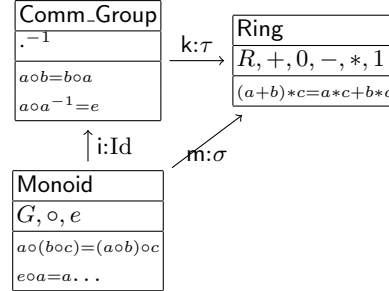 Comm_Group
·⁻¹
a∘b=b∘a
a∘a⁻¹=e
k:τ
Ring
R, +, 0, −, *, 1
(a+b)*c=a*c+b*c
i:Id
m:σ
Monoid
G, ∘, e
a∘(b∘c)=(a∘b)∘c
e∘a=a...